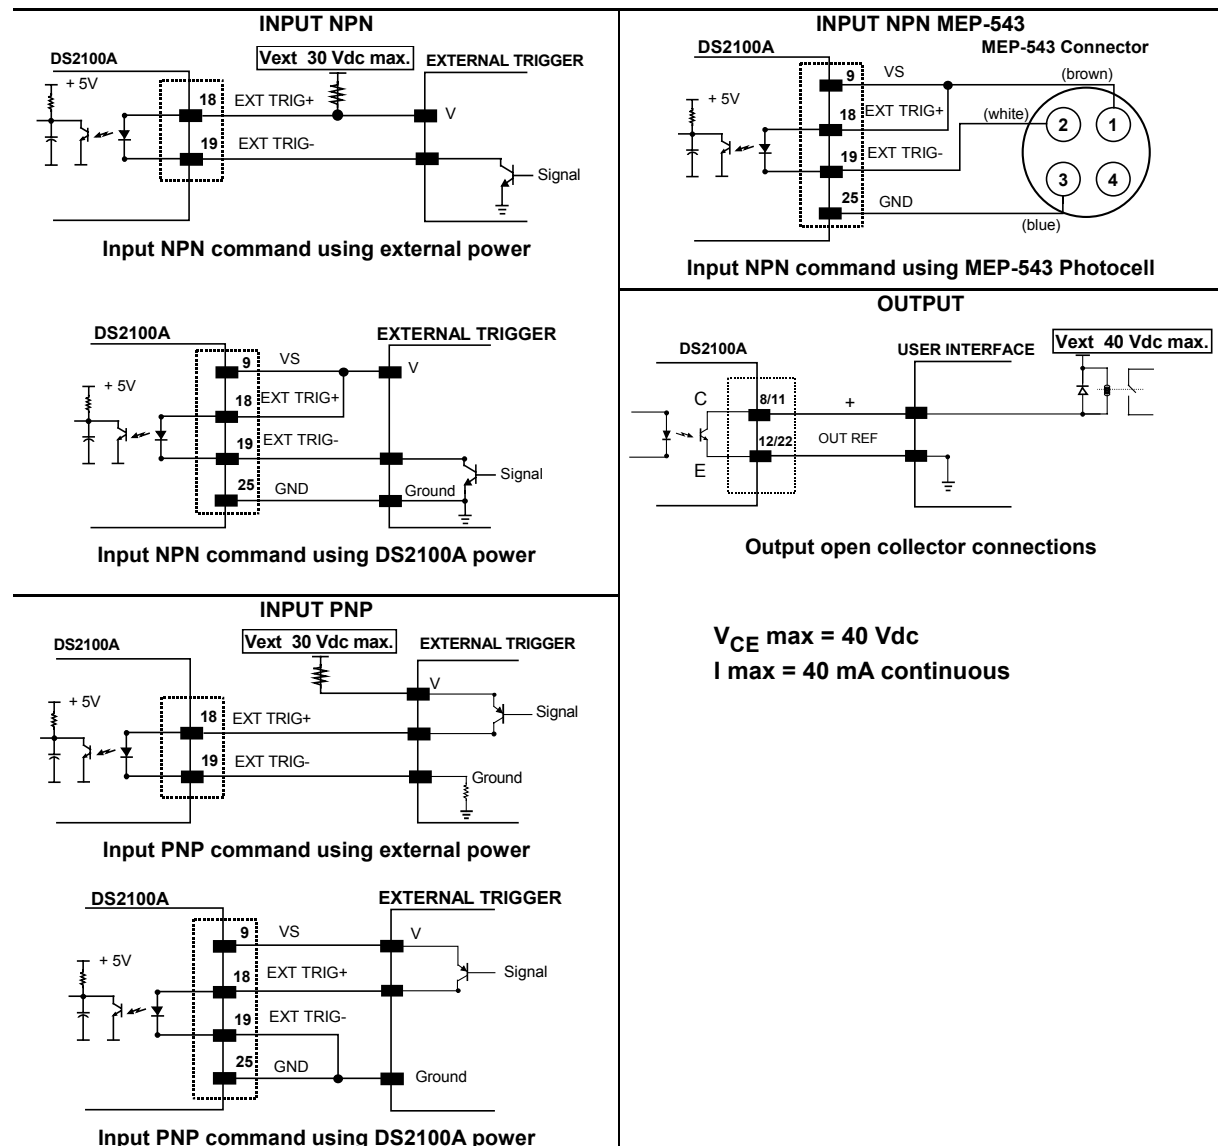 INPUT NPN
DS2100A
Vext 30 Vdc max.
EXTERNAL TRIGGER
+ 5V
18
EXT TRIG+
V
19
EXT TRIG-
Signal
Input NPN command using external power
DS2100A
EXTERNAL TRIGGER
9
VS
V
+ 5V
18
EXT TRIG+
19
EXT TRIG-
Signal
25
GND
Ground
Input NPN command using DS2100A power
INPUT PNP
DS2100A
Vext 30 Vdc max.
EXTERNAL TRIGGER
V
+ 5V
18
EXT TRIG+
Signal
19
EXT TRIG-
Ground
Input PNP command using external power
DS2100A
EXTERNAL TRIGGER
9
VS
V
+ 5V
18
EXT TRIG+
Signal
19
EXT TRIG-
25
GND
Ground
Input PNP command using DS2100A power
INPUT NPN MEP-543
DS2100A
MEP-543 Connector
9
VS
(brown)
+ 5V
18
EXT TRIG+
(white)
2
1
19
EXT TRIG-
3
4
25
GND
(blue)
Input NPN command using MEP-543 Photocell
OUTPUT
DS2100A
USER INTERFACE
Vext 40 Vdc max.
C
8/11
+
12/22
OUT REF
E
Output open collector connections
VCE max = 40 Vdc
I max = 40 mA continuous